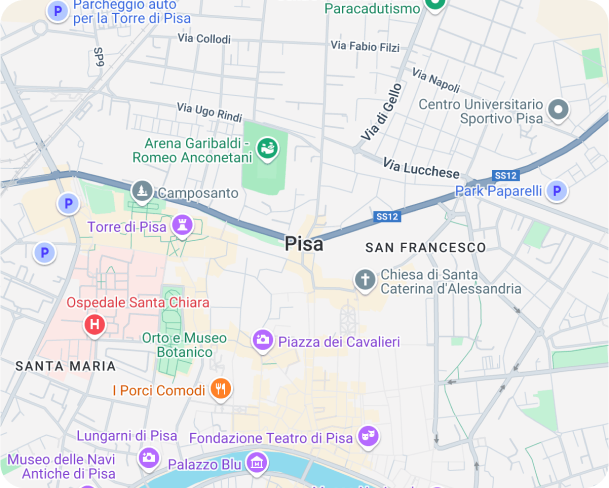 Parcheggio auto
per la Torre di Pisa
P
Paracadutismo
Via Collodi
SP9
Via Fabio Filzi
Via Napoli
Via di Gello
Via Ugo Rindi
Centro Universitario
Sportivo Pisa
Arena Garibaldi -
Romeo Anconetani
Via Lucchese
SS12
Park Paparelli
P
Camposanto
P
SS12
Torre di Pisa
Pisa
SAN FRANCESCO
P
Chiesa di Santa
Caterina d'Alessandria
Ospedale Santa Chiara
H
Orto e Museo
Botanico
Piazza dei Cavalieri
SANTA MARIA
I Porci Comodi
Lungarni di Pisa
Fondazione Teatro di Pisa
Museo delle Navi
Antiche di Pisa
Palazzo Blu